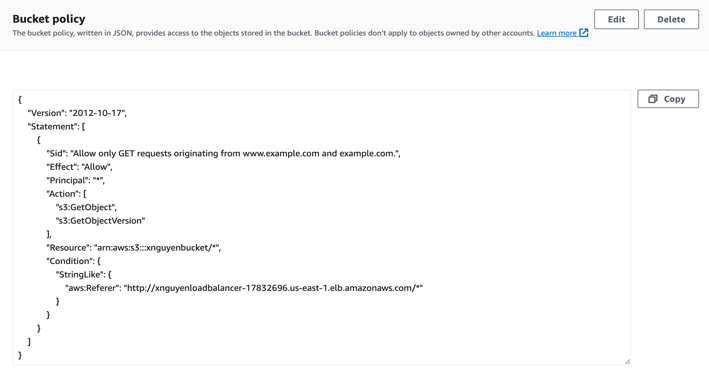 Bucket policy
Edit
Delete
The bucket policy, written in JSON, provides access to the objects stored in the bucket. Bucket policies don't apply to objects owned by other accounts. Learn more
Copy
{
"Version": "2012-10-17",
"Statement": [
{
"Sid": "Allow only GET requests originating from www.example.com and example.com.",
"Effect": "Allow",
"Principal": "*",
"Action": [
"s3:GetObject",
"s3:GetObjectVersion"
],
"Resource": "arn:aws:s3:::xnguyenbucket/*",
"Condition": {
"StringLike": {
"aws:Referer": "http://xnguyenloadbalancer-17832696.us-east-1.elb.amazonaws.com/*"
}
}
}
]
}